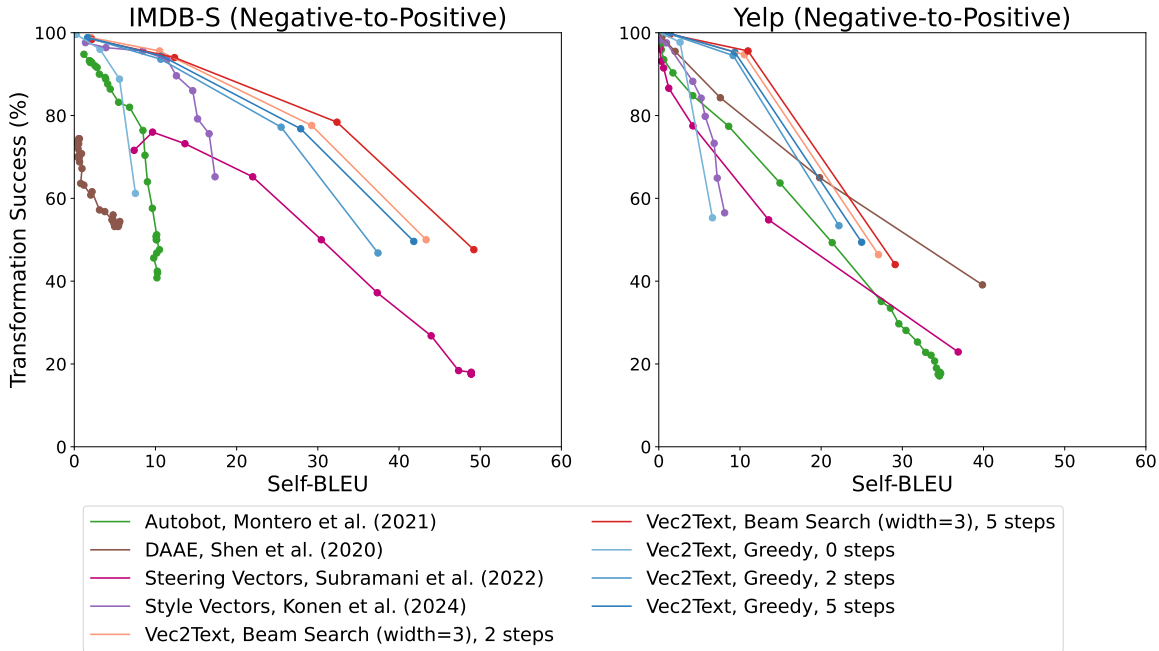 IMDB-S (Negative-to-Positive)
Yelp (Negative-to-Positive)
Transformation Success (%)
100
80
60
40
20
0
0 10 20 30 40 50 60
Self-BLEU
100
80
60
40
20
0
0 10 20 30 40 50 60
Self-BLEU
Autobot, Montero et al. (2021)
DAAE, Shen et al. (2020)
Steering Vectors, Subramani et al. (2022)
Style Vectors, Konen et al. (2024)
Vec2Text, Beam Search (width=3), 2 steps
Vec2Text, Beam Search (width=3), 5 steps
Vec2Text, Greedy, 0 steps
Vec2Text, Greedy, 2 steps
Vec2Text, Greedy, 5 steps